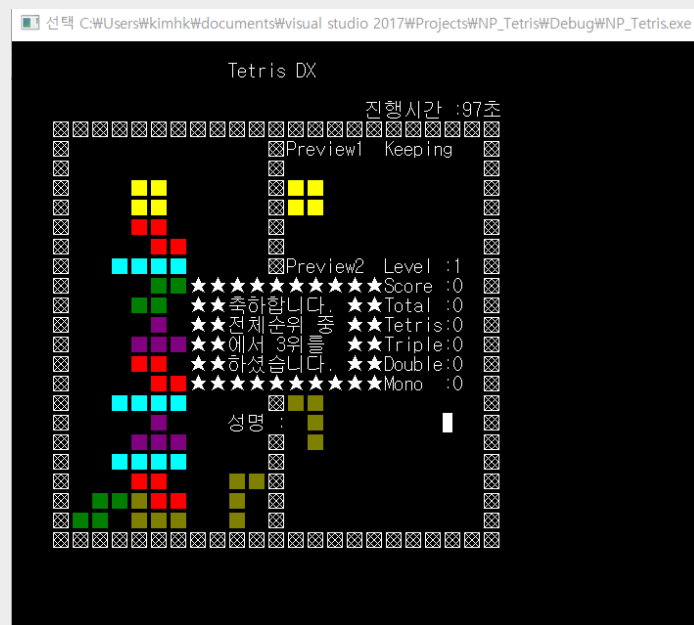 선택 C:₩Users₩kimhk₩documents₩visual studio 2017₩Projects₩NP_Tetris₩Debug₩NP_Tetris.exe
Tetris DX
진행시간 :97초
Preview1 Keeping
Preview2 Level :1
★★★★★★★★★★Score :0
★★축하합니다. ★★Total :0
★★전체순위 중 ★★Tetris:0
★★에서 3위를 ★★Triple:0
★★하셨습니다. ★★Double:0
★★★★★★★★★★Mono :0
성명 :